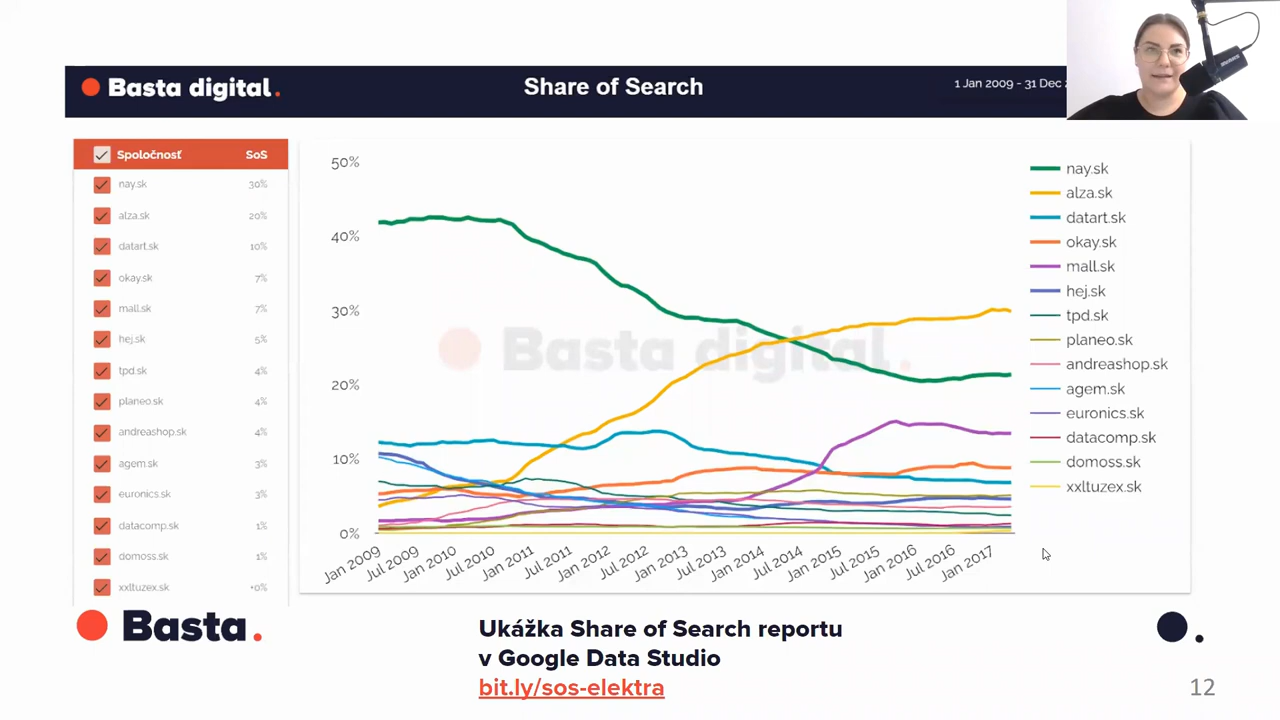 Basta digital.
Share of Search
1 Jan 2009 - 31 Dec
Spoločnosť SoS
nay.sk 30%
alza.sk 20%
datart.sk 10%
okay.sk 7%
mall.sk 7%
hej.sk 5%
tpd.sk 4%
planeo.sk 4%
andreashop.sk 4%
agem.sk 3%
euronics.sk 3%
datacomp.sk 1%
domoss.sk 1%
xxltuzex.sk +0%
50%
40%
30%
20%
10%
0%
Basta digital.
Jan 2009
Jul 2009
Jan 2010
Jul 2010
Jan 2011
Jul 2011
Jan 2012
Jul 2012
Jan 2013
Jul 2013
Jan 2014
Jul 2014
Jan 2015
Jul 2015
Jan 2016
Jul 2016
Jan 2017
nay.sk
alza.sk
datart.sk
okay.sk
mall.sk
hej.sk
tpd.sk
planeo.sk
andreashop.sk
agem.sk
euronics.sk
datacomp.sk
domoss.sk
xxltuzex.sk
Basta.
Ukážka Share of Search reportu
v Google Data Studio
bit.ly/sos-elektra
12